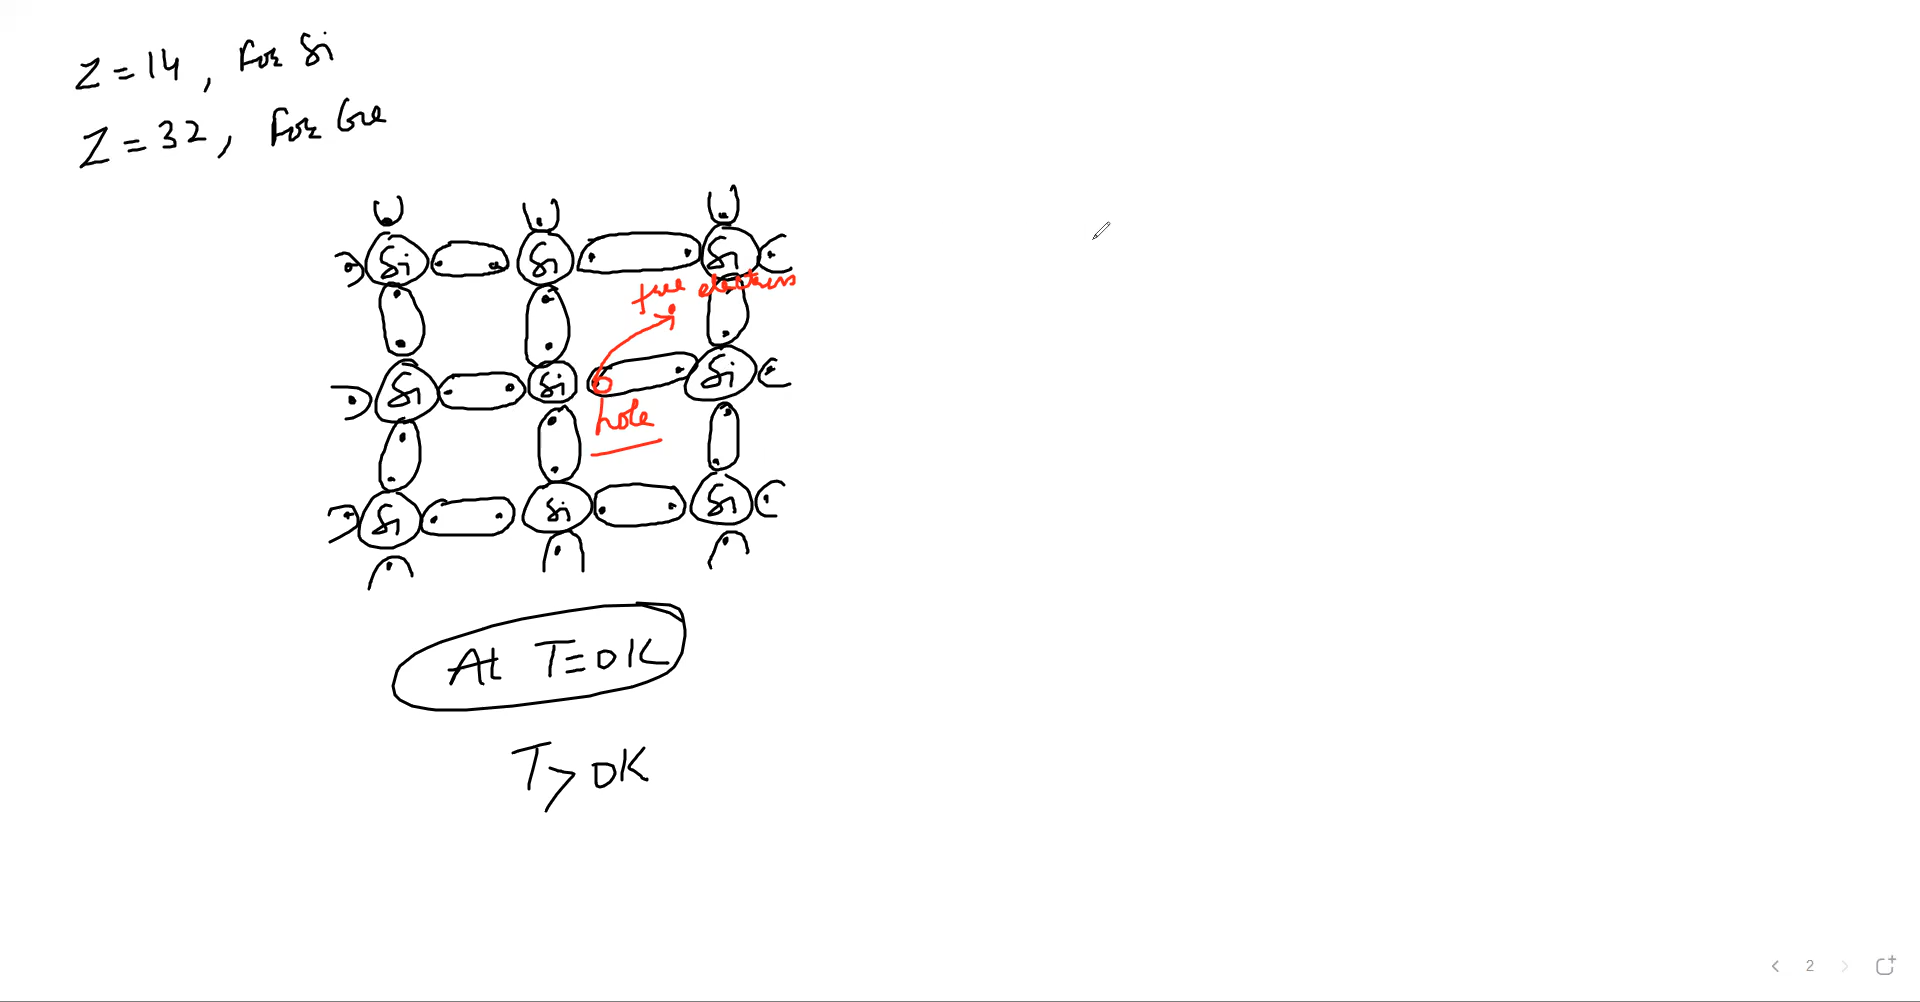 Z = 14, For Si
Z = 32, For Ge
Si Si Si
free electrons
Si Si Si
hole
Si Si Si
At T=0K
T>0K
2